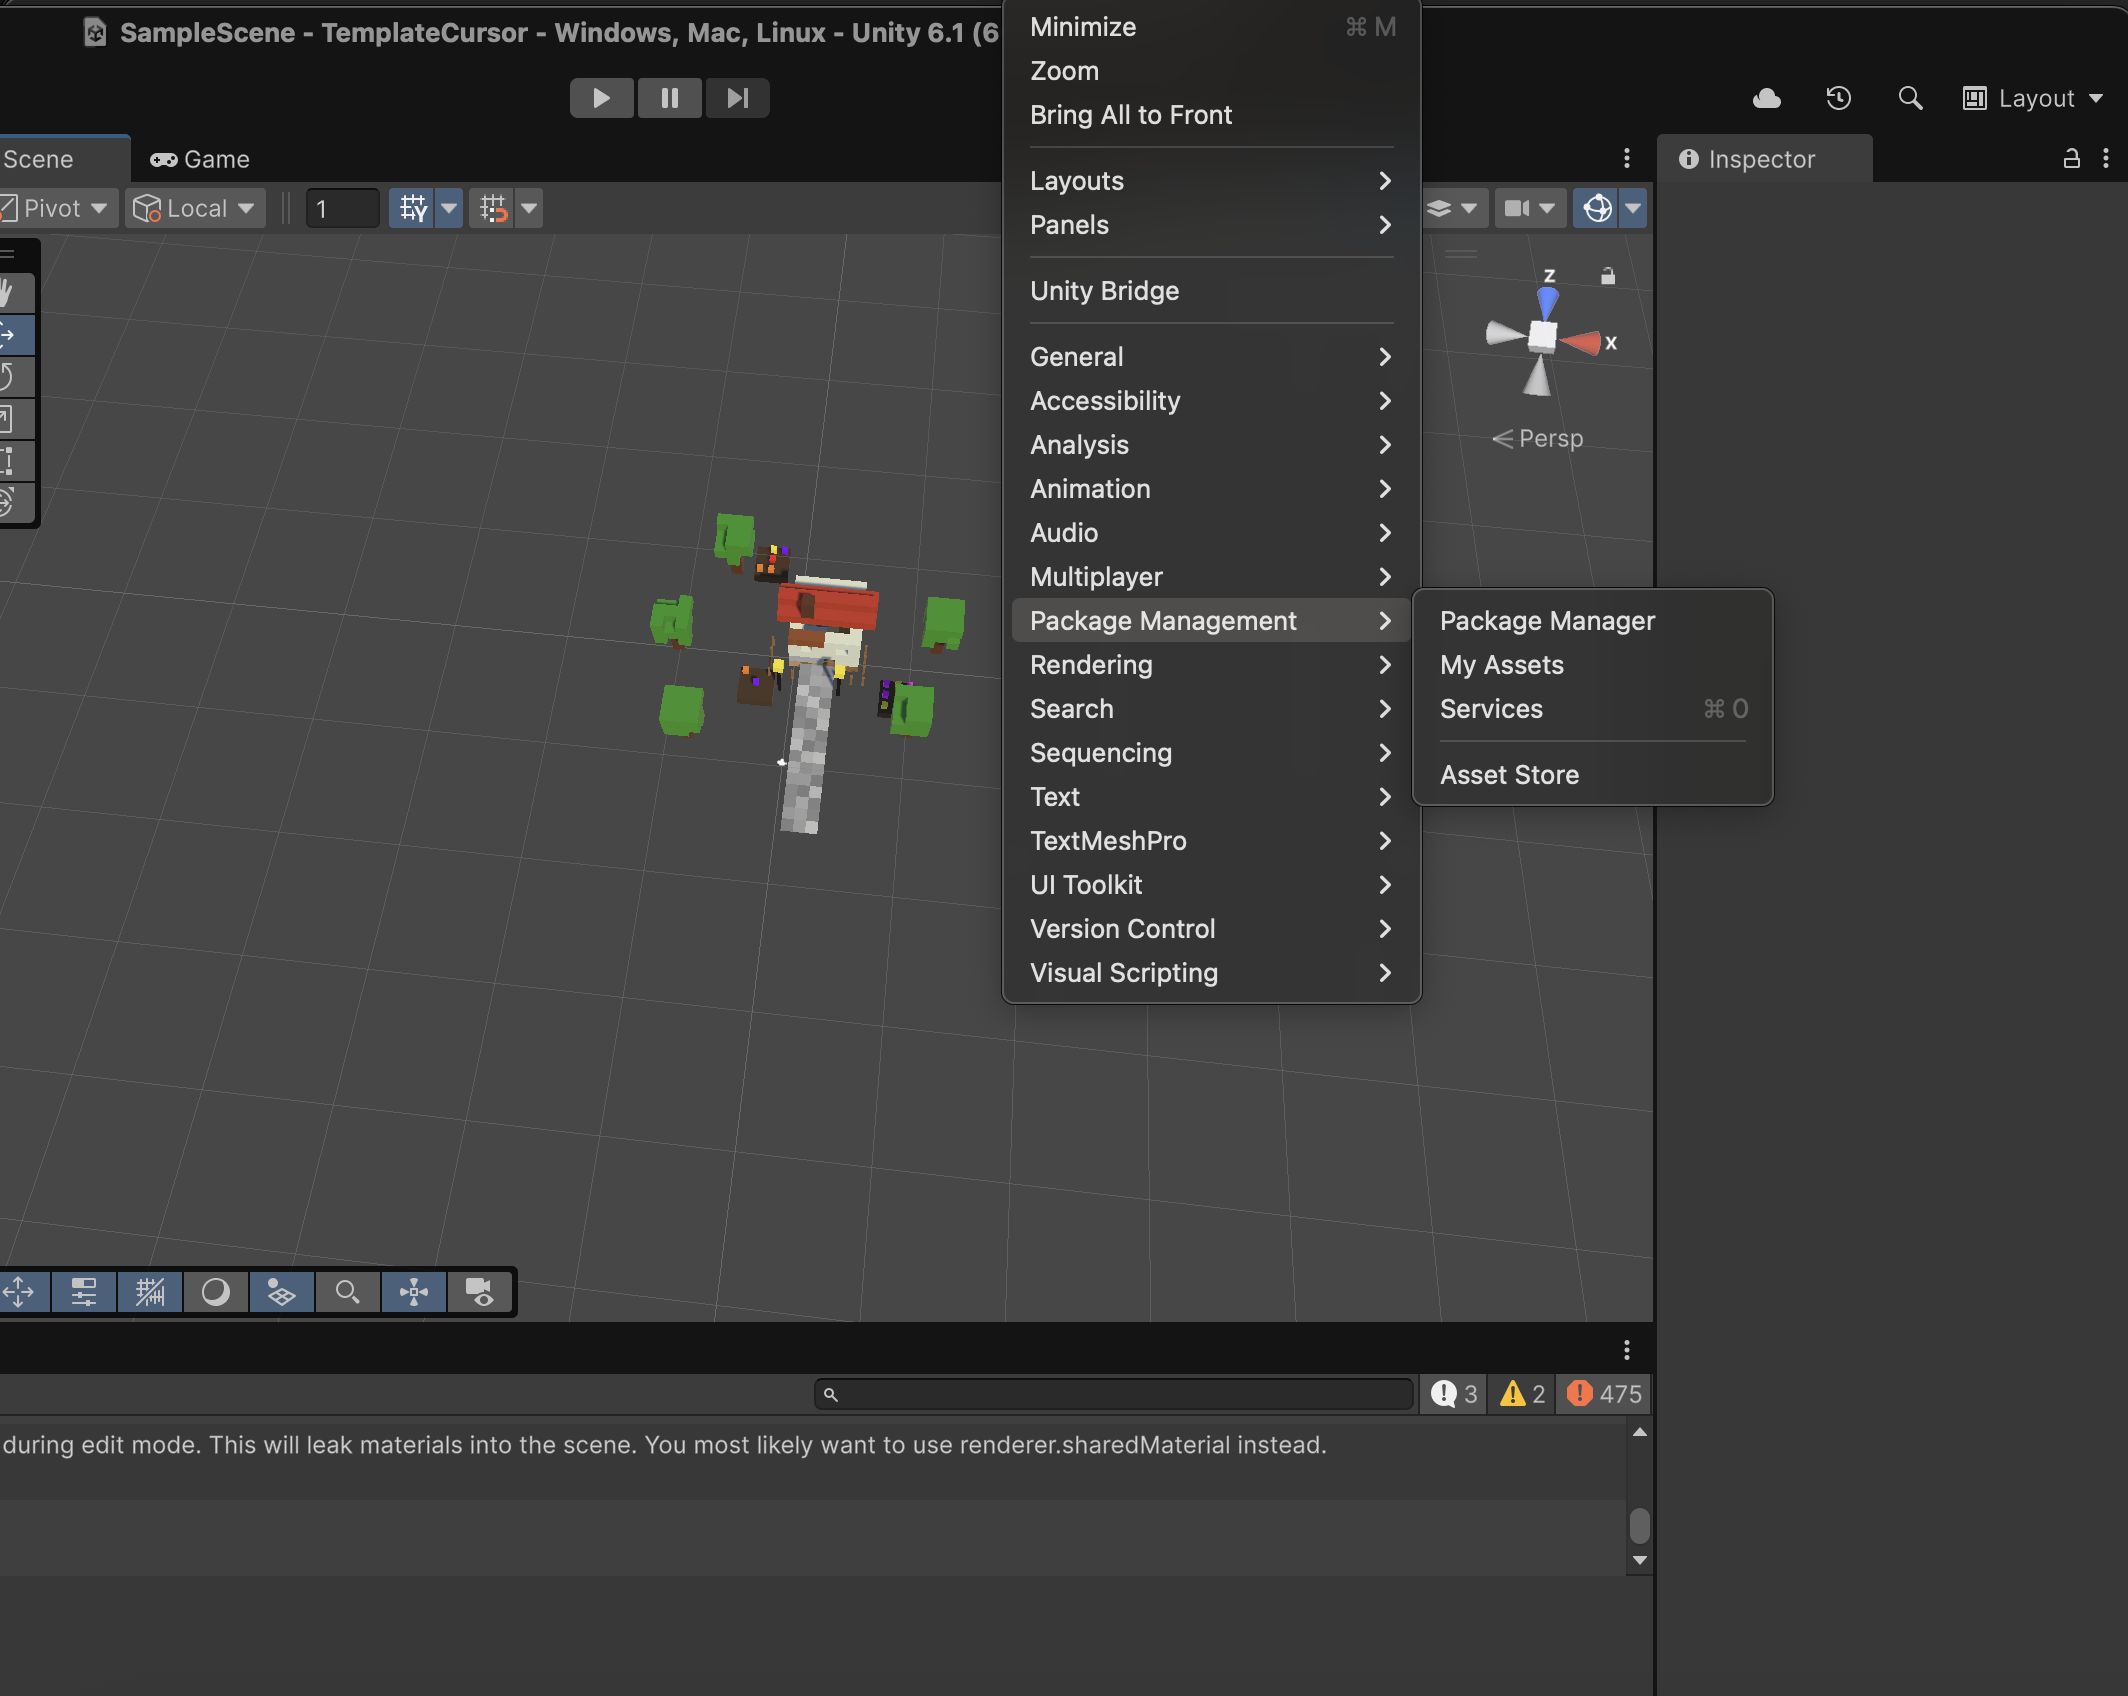 SampleScene - TemplateCursor - Windows, Mac, Linux - Unity 6.1 (6
Layout
Scene
Game
Inspector
Pivot
Local
1
Minimize ⌘ M
Zoom
Bring All to Front
Layouts
Panels
Unity Bridge
General
Accessibility
Analysis
Animation
Audio
Multiplayer
Package Management
Rendering
Search
Sequencing
Text
TextMeshPro
UI Toolkit
Version Control
Visual Scripting
Package Manager
My Assets
Services ⌘ 0
Asset Store
Y
z
x
Persp
3
2
475
during edit mode. This will leak materials into the scene. You most likely want to use renderer.sharedMaterial instead.